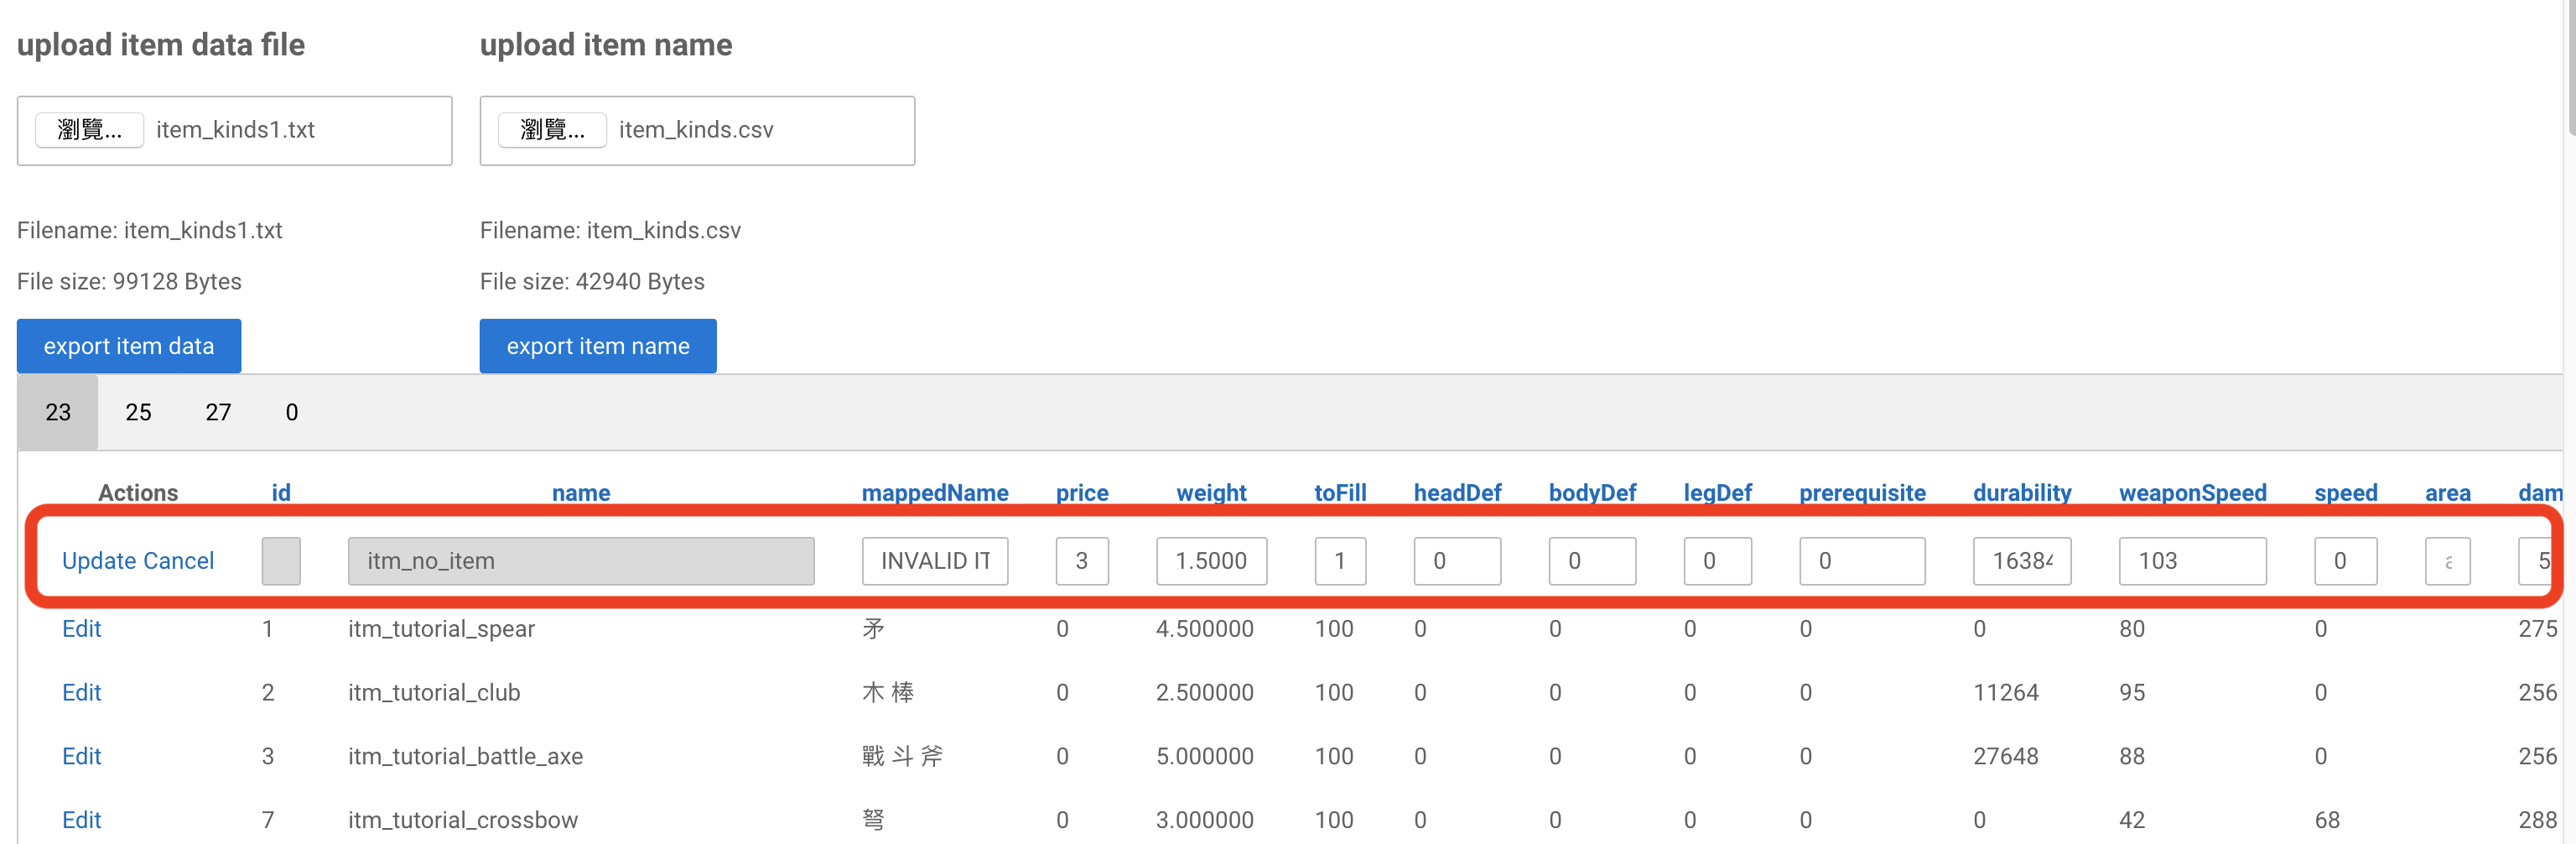 upload item data file upload item name
瀏覽... item_kinds1.txt 瀏覽... item_kinds.csv
Filename: item_kinds1.txt Filename: item_kinds.csv
File size: 99128 Bytes File size: 42940 Bytes
export item data export item name
23 25 27 0
Actions id name mappedName price weight toFill headDef bodyDef legDef prerequisite durability weaponSpeed speed area dam
Update Cancel itm_no_item INVALID IT 3 1.5000 1 0 0 0 0 16384 103 0 a 5
Edit 1 itm_tutorial_spear 矛 0 4.500000 100 0 0 0 0 0 80 0 275
Edit 2 itm_tutorial_club 木 棒 0 2.500000 100 0 0 0 0 11264 95 0 256
Edit 3 itm_tutorial_battle_axe 戰 斗 斧 0 5.000000 100 0 0 0 0 27648 88 0 256
Edit 7 itm_tutorial_crossbow 弩 0 3.000000 100 0 0 0 0 0 42 68 288